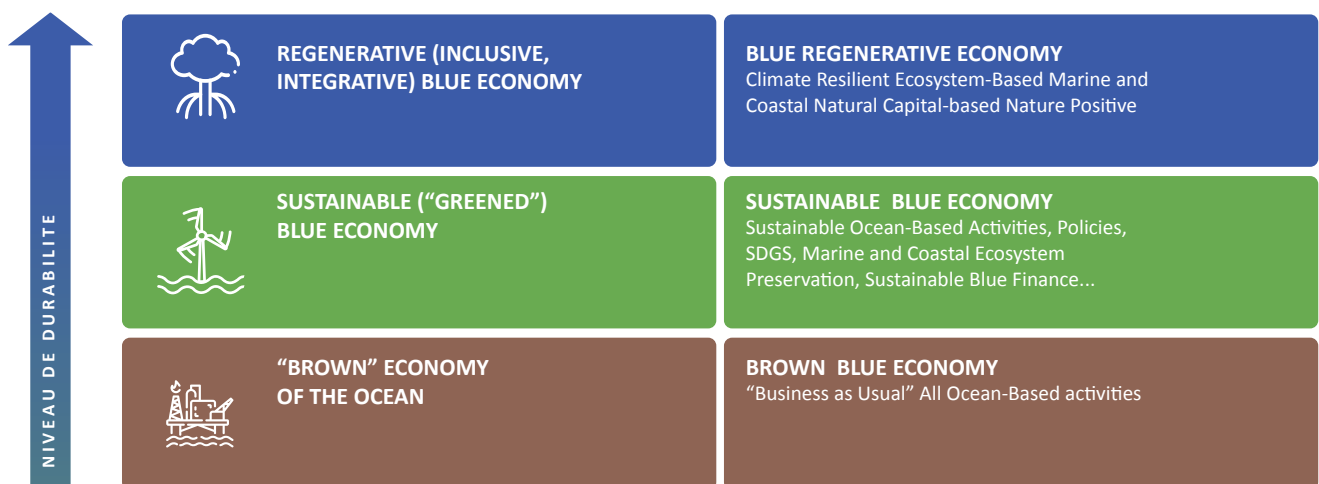 REGENERATIVE (INCLUSIVE,
INTEGRATIVE) BLUE ECONOMY
BLUE REGENERATIVE ECONOMY
Climate Resilient Ecosystem-Based Marine and
Coastal Natural Capital-based Nature Positive
SUSTAINABLE (“GREENED”)
BLUE ECONOMY
SUSTAINABLE BLUE ECONOMY
Sustainable Ocean-Based Activities, Policies,
SDGS, Marine and Coastal Ecosystem
Preservation, Sustainable Blue Finance...
“BROWN” ECONOMY
OF THE OCEAN
BROWN BLUE ECONOMY
“Business as Usual” All Ocean-Based activities
NIVEAU DE DURABILITE